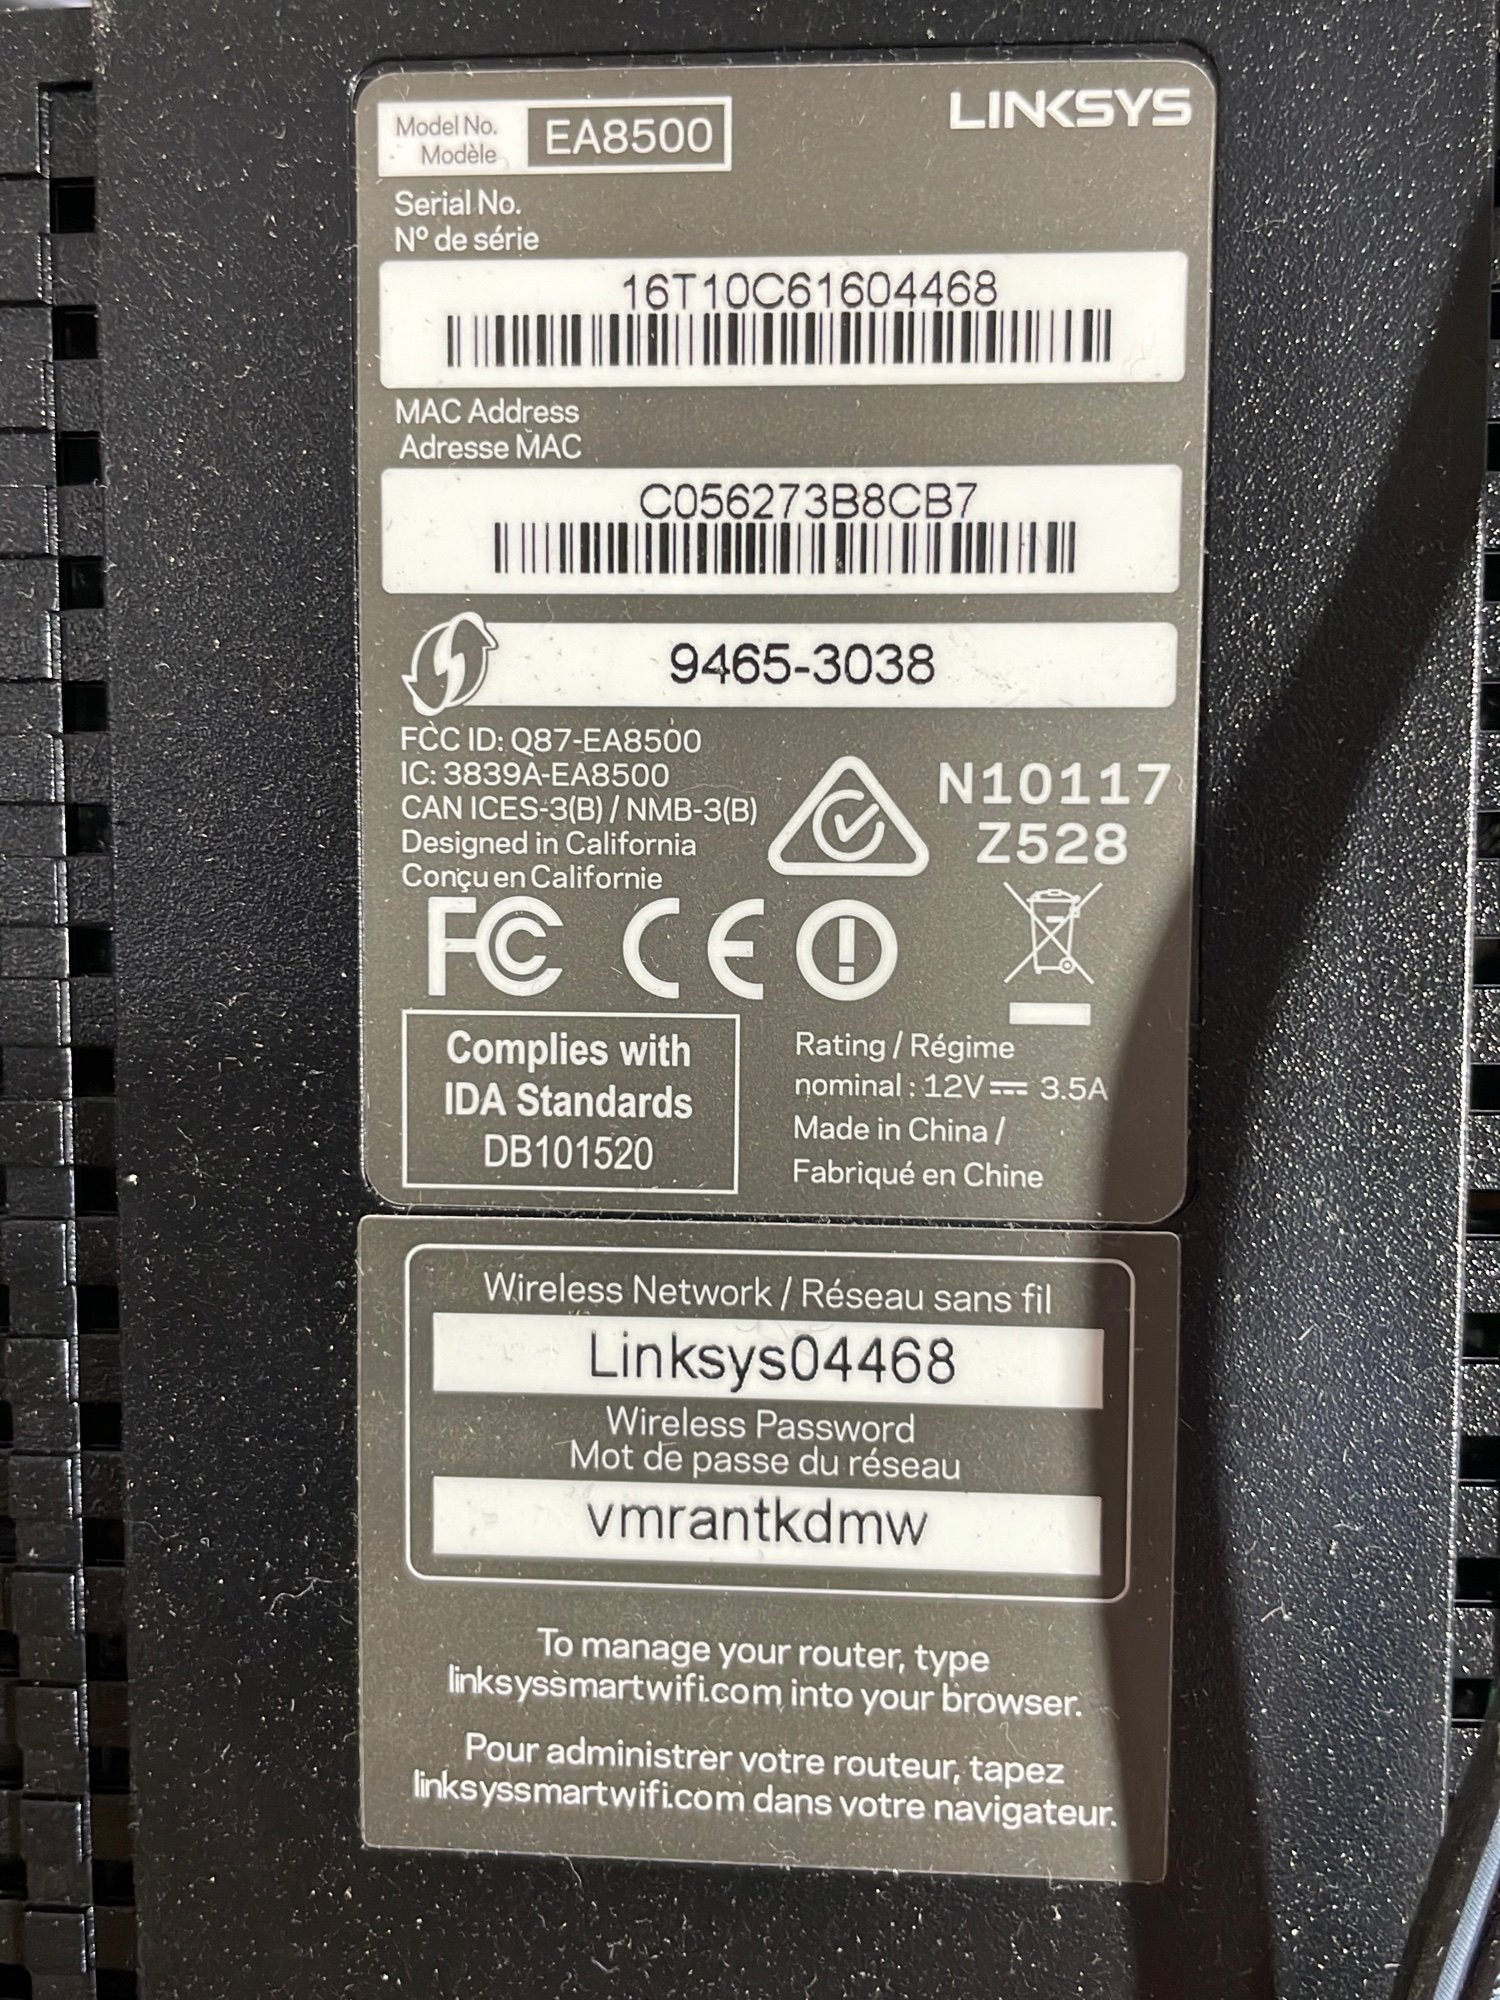 Model No.
Modèle
EA8500
LINKSYS
Serial No.
Nº de série
16T10C61604468
MAC Address
Adresse MAC
C056273B8CB7
9465-3038
FCC ID: Q87-EA8500
IC: 3839A-EA8500
CAN ICES-3(B) / NMB-3(B)
Designed in California
Conçu en Californie
N10117
Z528
FC CE
Complies with
IDA Standards
DB101520
Rating / Régime
nominal : 12V⎓ 3.5A
Made in China /
Fabriqué en Chine
Wireless Network / Réseau sans fil
Linksys04468
Wireless Password
Mot de passe du réseau
vmrantkdmw
To manage your router, type
linksyssmartwifi.com into your browser.
Pour administrer votre routeur, tapez
linksyssmartwifi.com dans votre navigateur.